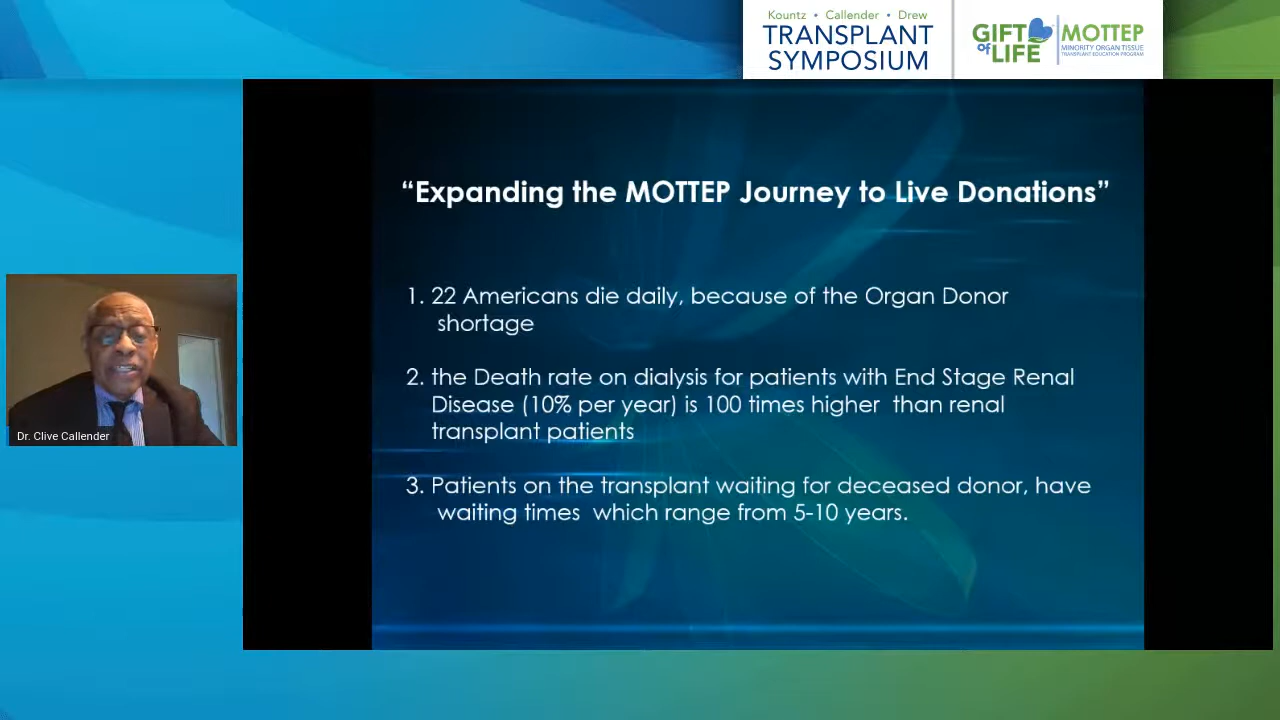 Kountz • Callender • Drew
TRANSPLANT
SYMPOSIUM
GIFT
of
LIFE
MOTTEP
MINORITY ORGAN TISSUE
TRANSPLANT EDUCATION PROGRAM
“Expanding the MOTTEP Journey to Live Donations”
1. 22 Americans die daily, because of the Organ Donor
shortage
2. the Death rate on dialysis for patients with End Stage Renal
Disease (10% per year) is 100 times higher than renal
transplant patients
3. Patients on the transplant waiting for deceased donor, have
waiting times which range from 5-10 years.
Dr. Clive Callender